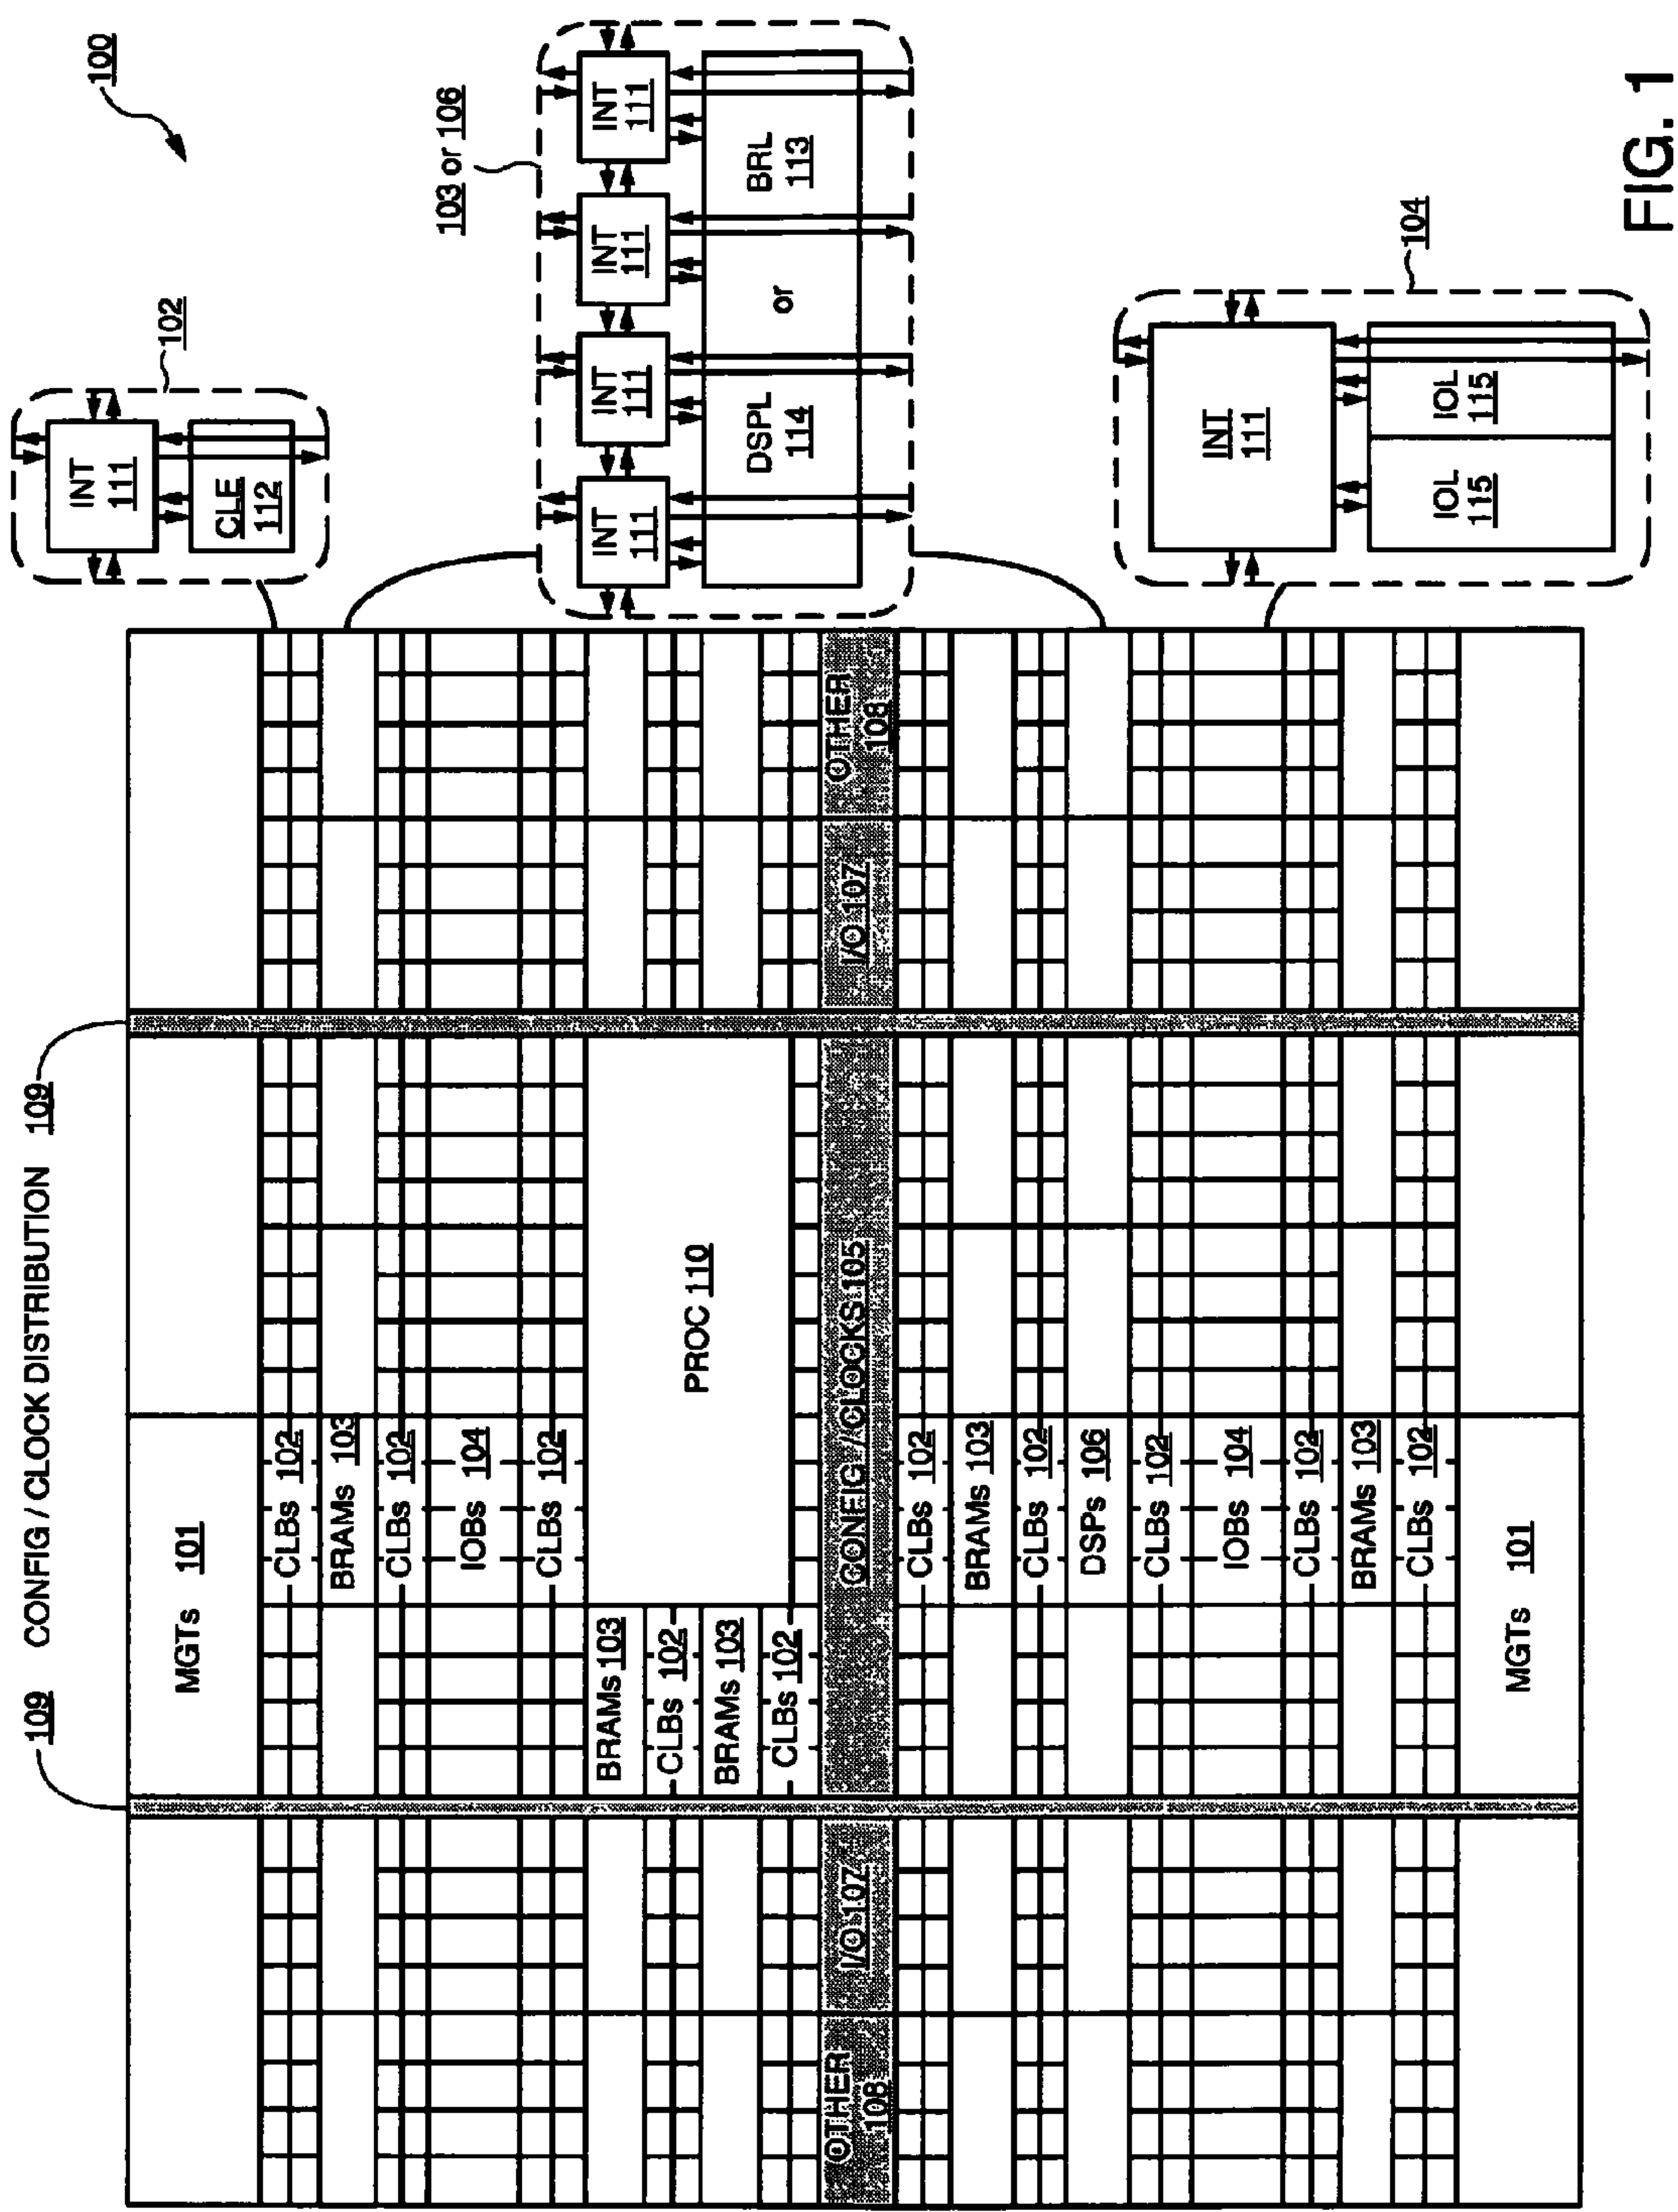 FIG. 1
100
CONFIG / CLOCK DISTRIBUTION 109
109
MGTs 101
CLBs 102
BRAMs 103
CLBs 102
IOBs 104
CLBs 102
BRAMs 103
CLBs 102
BRAMs 103
CLBs 102
PROC 110
OTHER 108
I/O 107
CONFIG / CLOCKS 105
I/O 107
OTHER 108
CLBs 102
BRAMs 103
CLBs 102
DSPs 106
CLBs 102
IOBs 104
CLBs 102
BRAMs 103
CLBs 102
MGTs 101
102
INT 111
CLE 112
103 or 106
INT 111
INT 111
INT 111
INT 111
DSPL 114
or
BRL 113
104
INT 111
IOL 115
IOL 115